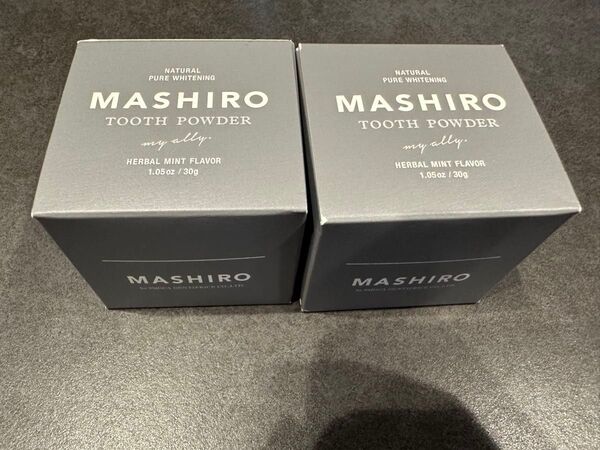 NATURAL
PURE WHITENING
MASHIRO
TOOTH POWDER
my ally.
HERBAL MINT FLAVOR
1.05oz / 30g
MASHIRO
NATURAL
PURE WHITENING
MASHIRO
TOOTH POWDER
my ally.
HERBAL MINT FLAVOR
1.05oz / 30g
MASHIRO